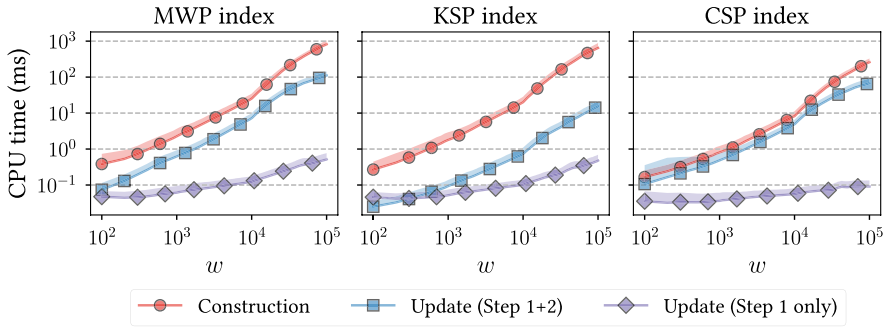 MWP index KSP index CSP index
CPU time (ms)
10³
10²
10¹
10⁰
10⁻¹
10² 10³ 10⁴ 10⁵ 10² 10³ 10⁴ 10⁵ 10² 10³ 10⁴ 10⁵
w w w
Construction Update (Step 1+2) Update (Step 1 only)